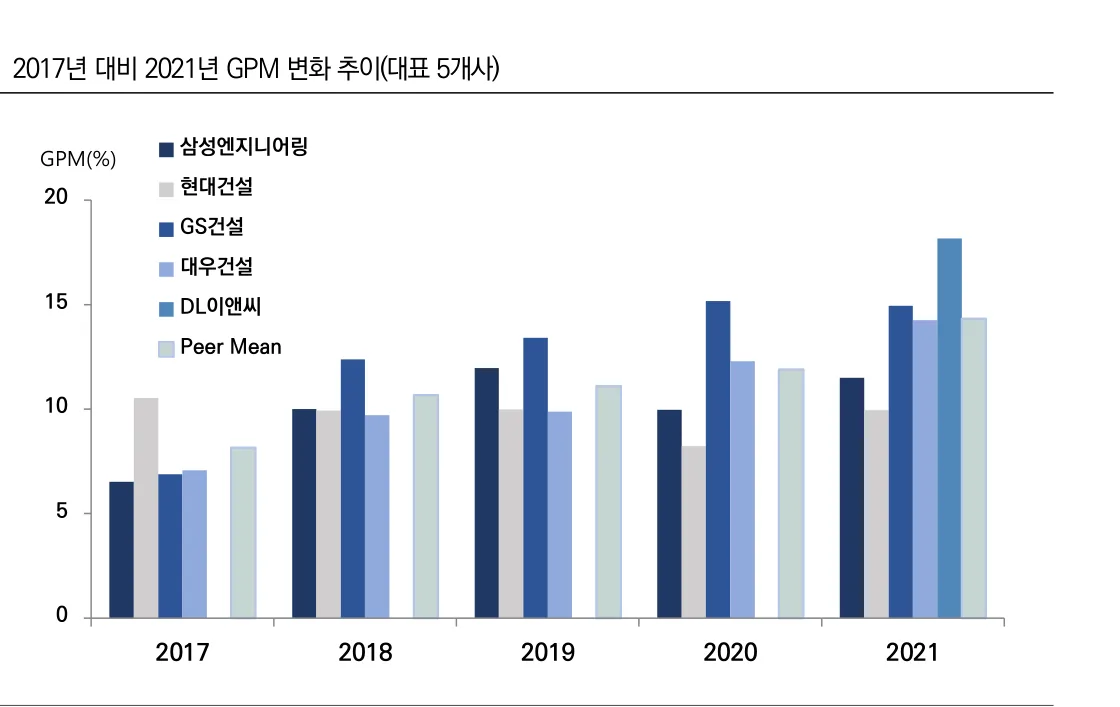 2017년 대비 2021년 GPM 변화 추이(대표 5개사)
GPM(%)
삼성엔지니어링
현대건설
GS건설
대우건설
DL이앤씨
Peer Mean
20
15
10
5
0
2017 2018 2019 2020 2021